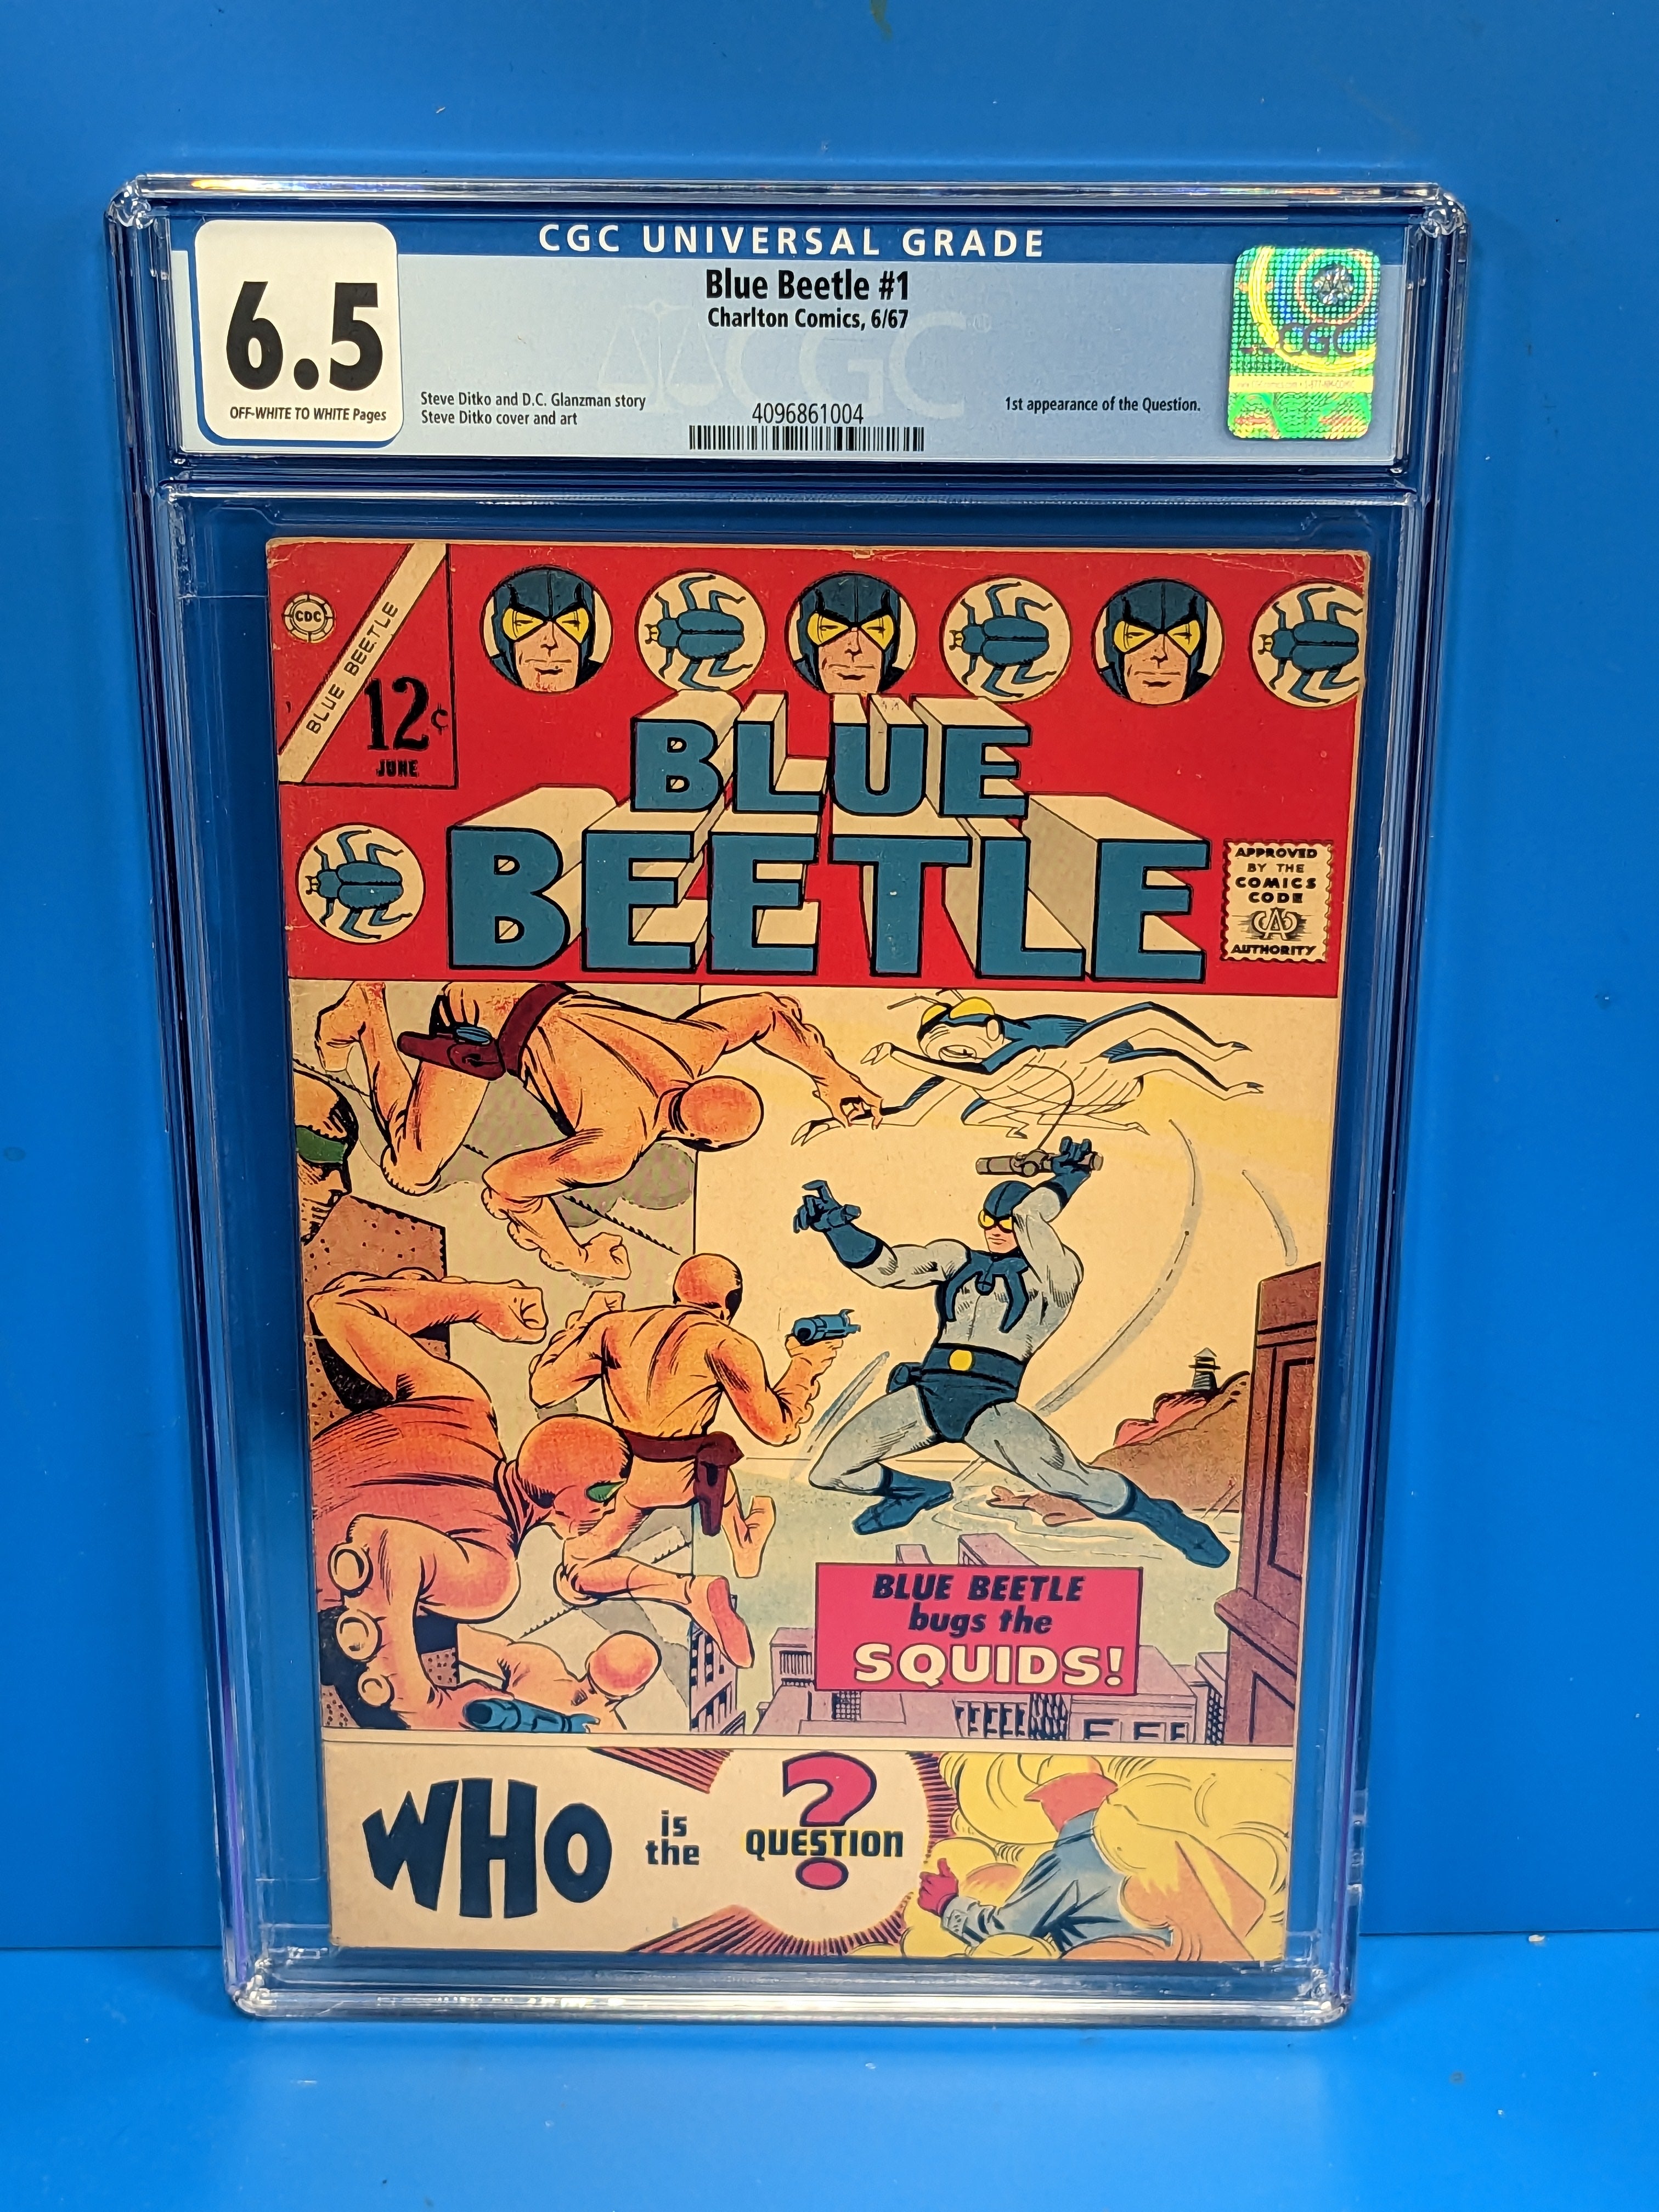 CGC UNIVERSAL GRADE
6.5
OFF-WHITE TO WHITE Pages
Blue Beetle #1
Charlton Comics, 6/67
Steve Ditko and D.C. Glanzman story
Steve Ditko cover and art
4096861004
1st appearance of the Question.
CGC
CGC
CDC
BLUE BEETLE
12¢
JUNE
BLUE
BEETLE
APPROVED
BY THE
COMICS
CODE
AUTHORITY
BLUE BEETLE
bugs the
SQUIDS!
WHO
is
the
?
QUESTION